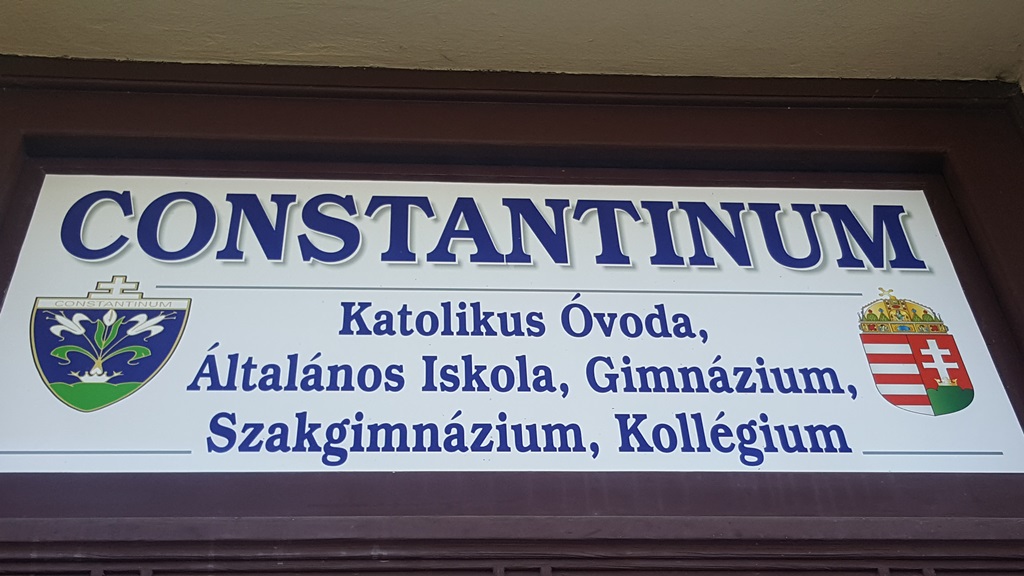 CONSTANTINUM
CONSTANTINUM
Katolikus Óvoda,
Általános Iskola, Gimnázium,
Szakgimnázium, Kollégium